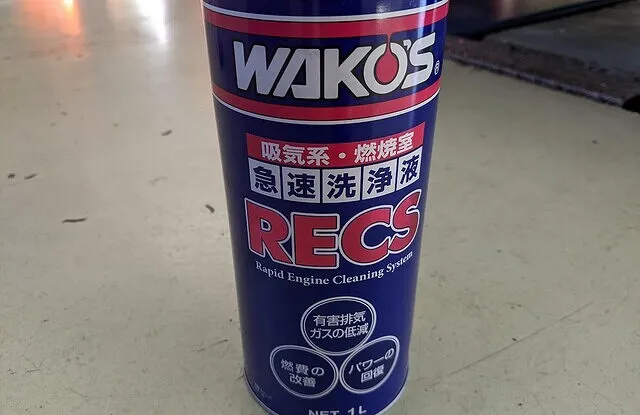 WAKO'S®
吸気系・燃焼室
急速洗浄液
RECS
Rapid Engine Cleaning System
有害排気
ガスの低減
燃費の
改善
パワーの
回復
NET 1L